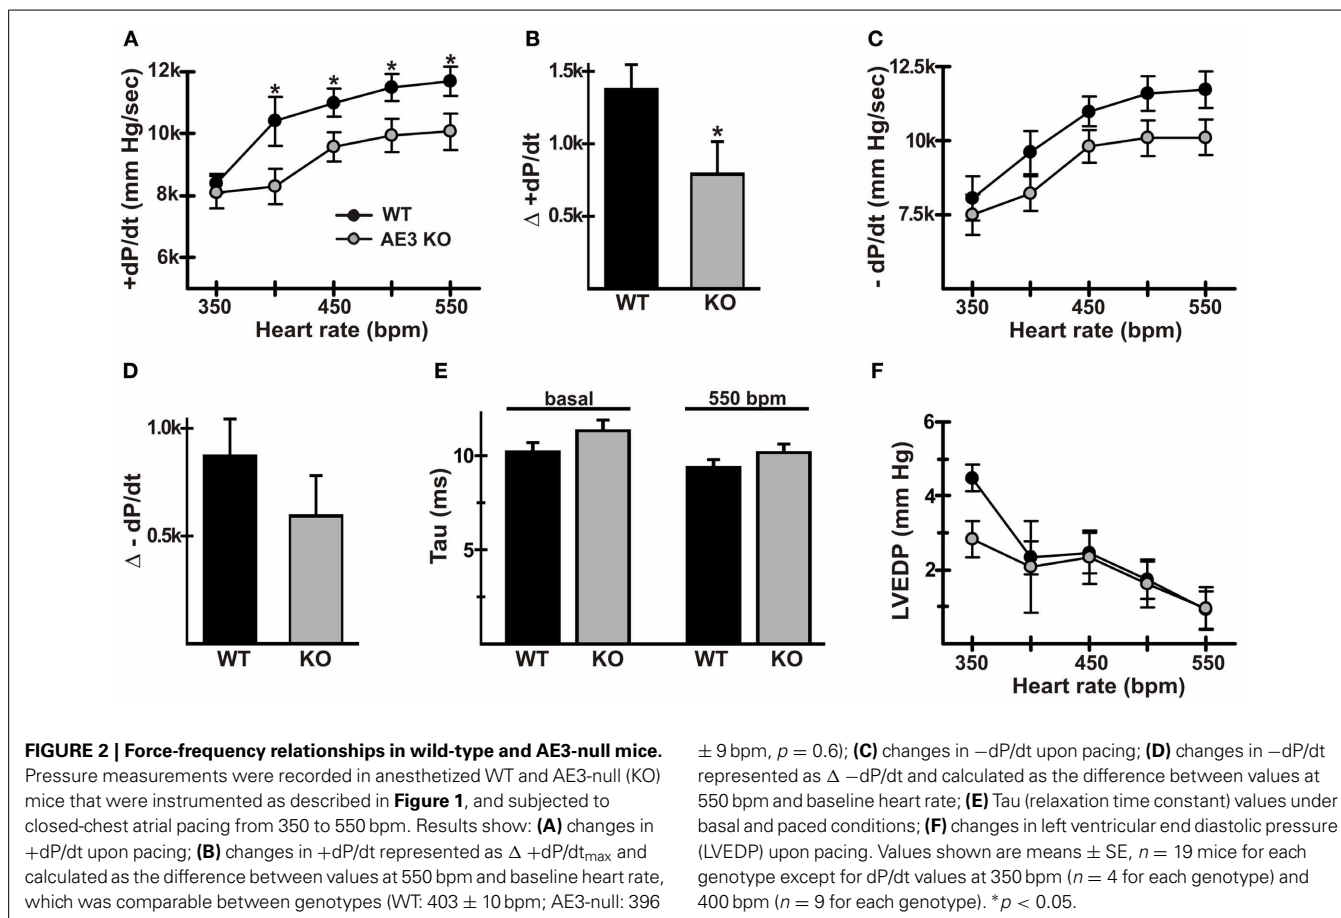 A
+dP/dt (mm Hg/sec)
12k
10k
8k
6k
*
*
*
*
WT
AE3 KO
350
450
550
Heart rate (bpm)
B
Δ +dP/dt
1.5k
1.0k
0.5k
*
WT
KO
C
- dP/dt (mm Hg/sec)
12.5k
10k
7.5k
350
450
550
Heart rate (bpm)
D
Δ - dP/dt
1.0k
0.5k
WT
KO
E
Tau (ms)
10
5
basal
550 bpm
WT
KO
WT
KO
F
LVEDP (mm Hg)
6
4
2
350
450
550
Heart rate (bpm)
FIGURE 2 | Force-frequency relationships in wild-type and AE3-null mice.
Pressure measurements were recorded in anesthetized WT and AE3-null (KO)
mice that were instrumented as described in Figure 1, and subjected to
closed-chest atrial pacing from 350 to 550 bpm. Results show: (A) changes in
+dP/dt upon pacing; (B) changes in +dP/dt represented as Δ +dP/dtmax and
calculated as the difference between values at 550 bpm and baseline heart rate,
which was comparable between genotypes (WT: 403 ± 10 bpm; AE3-null: 396
± 9 bpm, p = 0.6); (C) changes in −dP/dt upon pacing; (D) changes in −dP/dt
represented as Δ −dP/dt and calculated as the difference between values at
550 bpm and baseline heart rate; (E) Tau (relaxation time constant) values under
basal and paced conditions; (F) changes in left ventricular end diastolic pressure
(LVEDP) upon pacing. Values shown are means ± SE, n = 19 mice for each
genotype except for dP/dt values at 350 bpm (n = 4 for each genotype) and
400 bpm (n = 9 for each genotype). *p < 0.05.